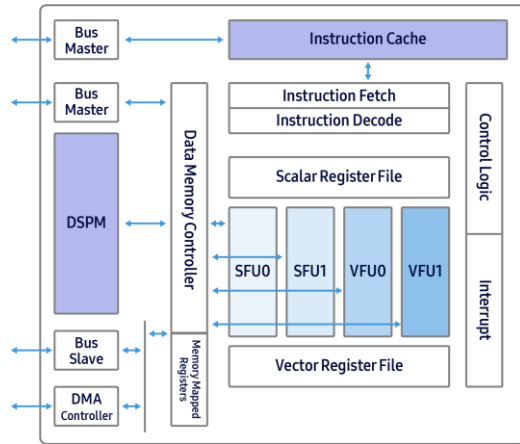 Bus
Master
Instruction Cache
Bus
Master
Instruction Fetch
Instruction Decode
Data Memory Controller
Control Logic
Scalar Register File
DSPM
SFU0
SFU1
VFU0
VFU1
Interrupt
Bus
Slave
Memory Mapped
Registers
Vector Register File
DMA
Controller